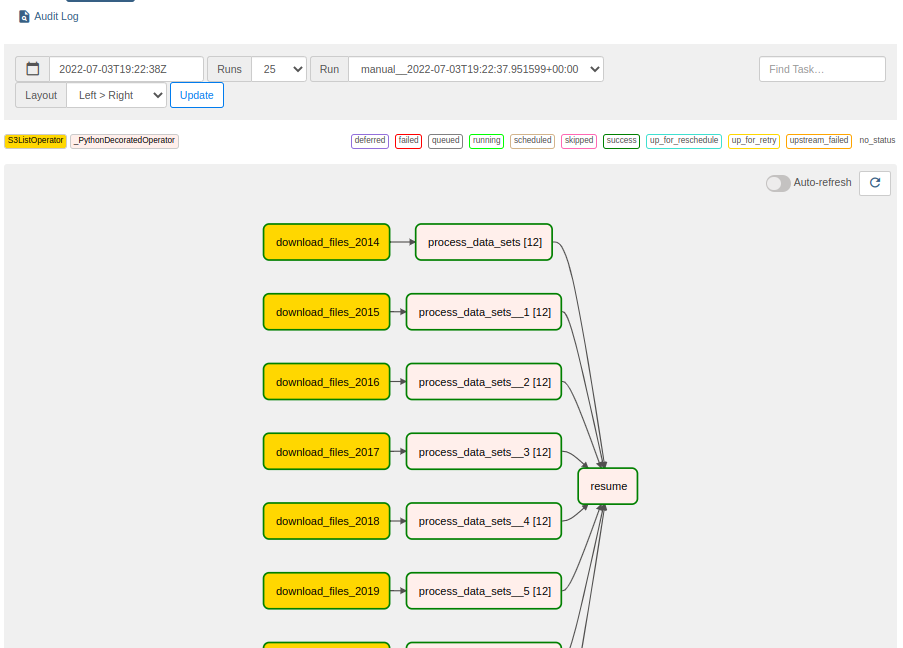 Audit Log
2022-07-03T19:22:38Z Runs 25 Run manual__2022-07-03T19:22:37.951599+00:00 Find Task...
Layout Left > Right Update
S3ListOperator _PythonDecoratedOperator deferred failed queued running scheduled skipped success up_for_reschedule up_for_retry upstream_failed no_status
Auto-refresh
download_files_2014 process_data_sets [12]
download_files_2015 process_data_sets__1 [12]
download_files_2016 process_data_sets__2 [12]
download_files_2017 process_data_sets__3 [12]
resume
download_files_2018 process_data_sets__4 [12]
download_files_2019 process_data_sets__5 [12]